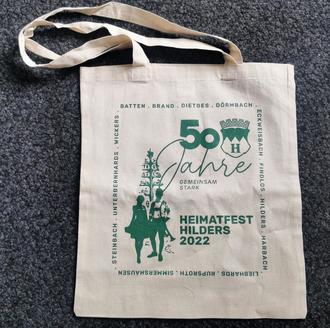 BATTEN . BRAND . DIETGES . DÖRMBACH .
ECKWEISBACH . FINDLOS . HILDERS . HARBACH
LIEBHARDS . RUPSROTH . SIMMERSHAUSEN
STEINBACH . UNTERBERNHARDS . WICKERS
50
H
Jahre
GEMEINSAM
STARK
HEIMATFEST
HILDERS
2022